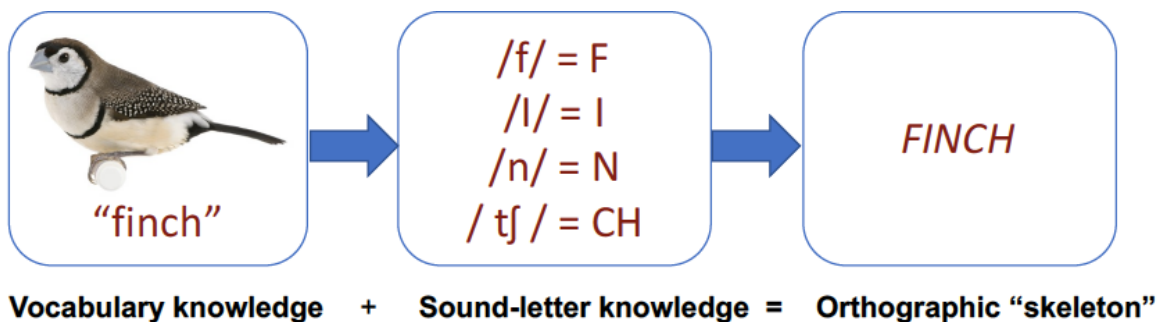 “finch”
/f/ = F
/I/ = I
/n/ = N
/ tʃ / = CH
FINCH
Vocabulary knowledge + Sound-letter knowledge = Orthographic “skeleton”